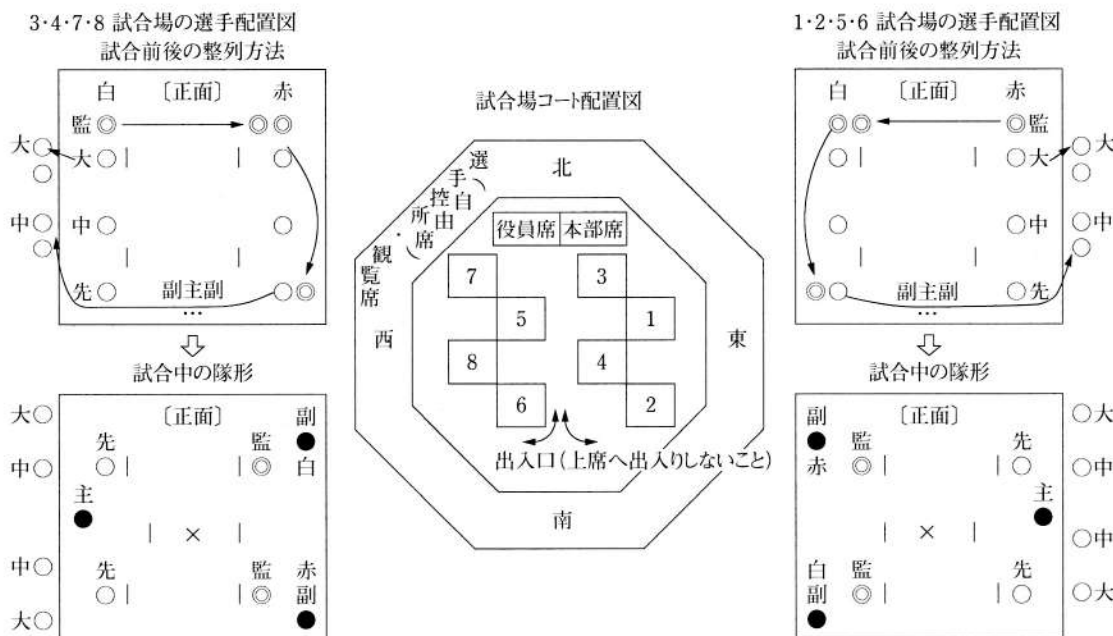 3・4・7・8 試合場の選手配置図
試合前後の整列方法
白 〔正面〕 赤
監
大 大
中 中
先 副主副
試合中の隊形
大 〔正面〕 副
先 監
中 白
主
×
中 先 監 赤
副
大
試合場コート配置図
北
選手控所・観覧席
(自由席)
役員席 本部席
7 3
5 1
西 東
8 4
6 2
出入口(上席へ出入りしないこと)
南
1・2・5・6 試合場の選手配置図
試合前後の整列方法
白 〔正面〕 赤
監
大 大
中 中
副主副 先
試合中の隊形
副 〔正面〕 大
監 先
赤 中
主
×
中
白 監 先
副 大